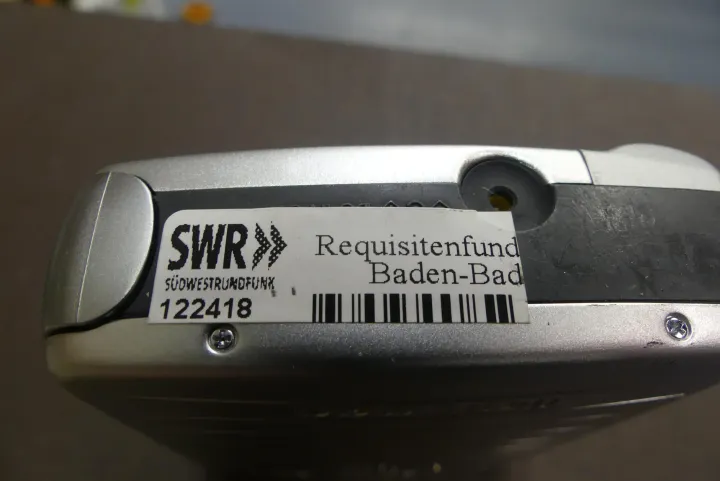 SWR
SÜDWESTRUNDFUNK
122418
Requisitenfund
Baden-Bad